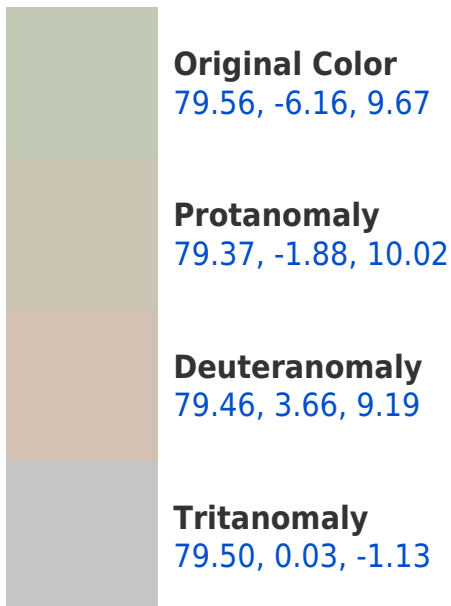 Original Color
79.56, -6.16, 9.67
Protanomaly
79.37, -1.88, 10.02
Deuteranomaly
79.46, 3.66, 9.19
Tritanomaly
79.50, 0.03, -1.13